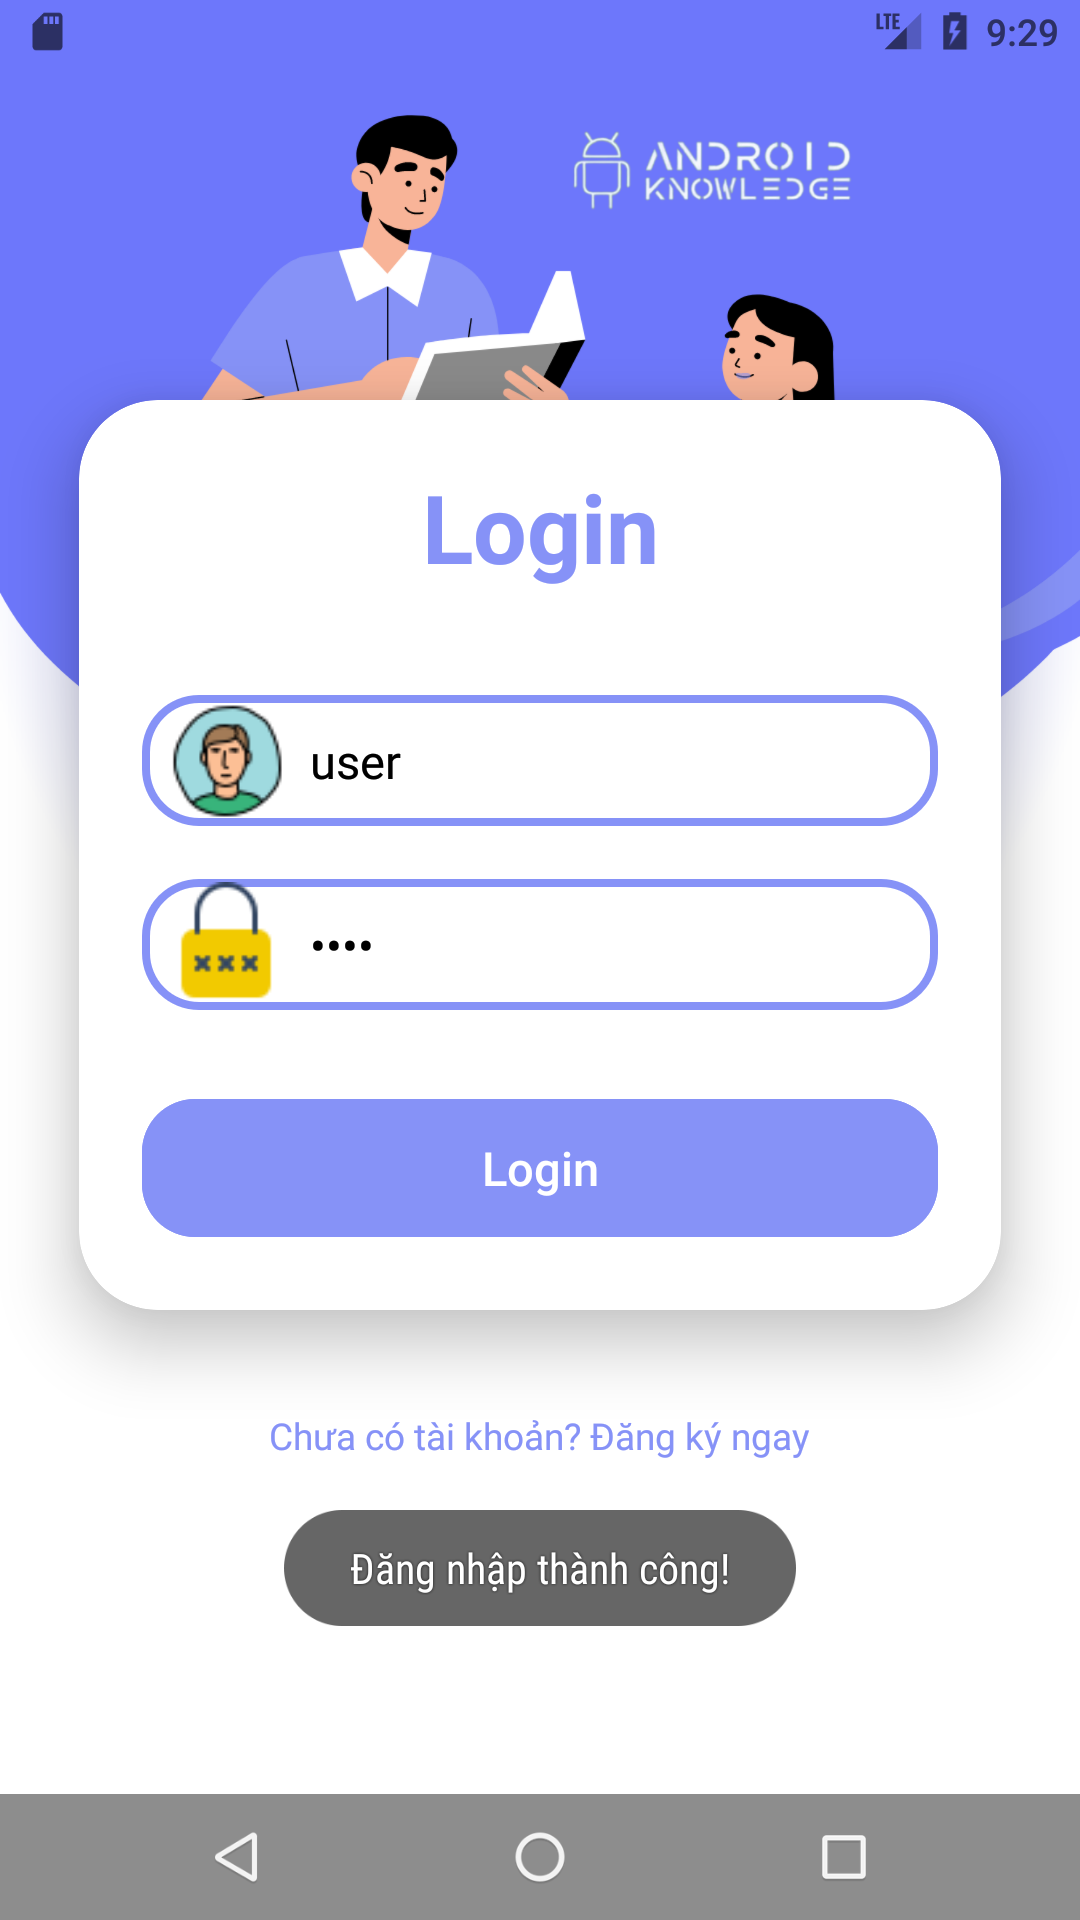 LTE 9:29
ANDROID
KNOWLEDGE
Login
user
••••
Login
Chưa có tài khoản? Đăng ký ngay
Đăng nhập thành công!